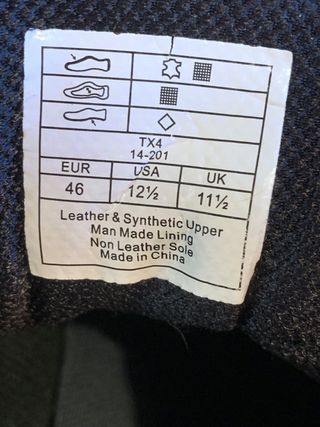 TX4
14-201
EUR USA UK
46 12½ 11½
Leather & Synthetic Upper
Man Made Lining
Non Leather Sole
Made in China